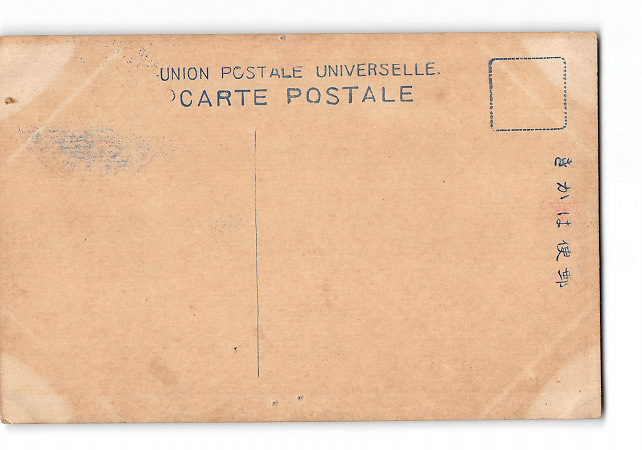 UNION POSTALE UNIVERSELLE.
CARTE POSTALE
郵便はかき